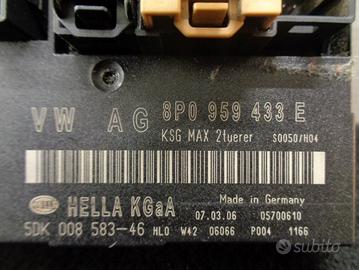 VW AG 8P0 959 433 E
KSG MAX 2tuerer S0050/H04
HELLA KGaA Made in Germany
07.03.06 05700610
5DK 008 583-46 HLO W42 06066 P004 1166
subito